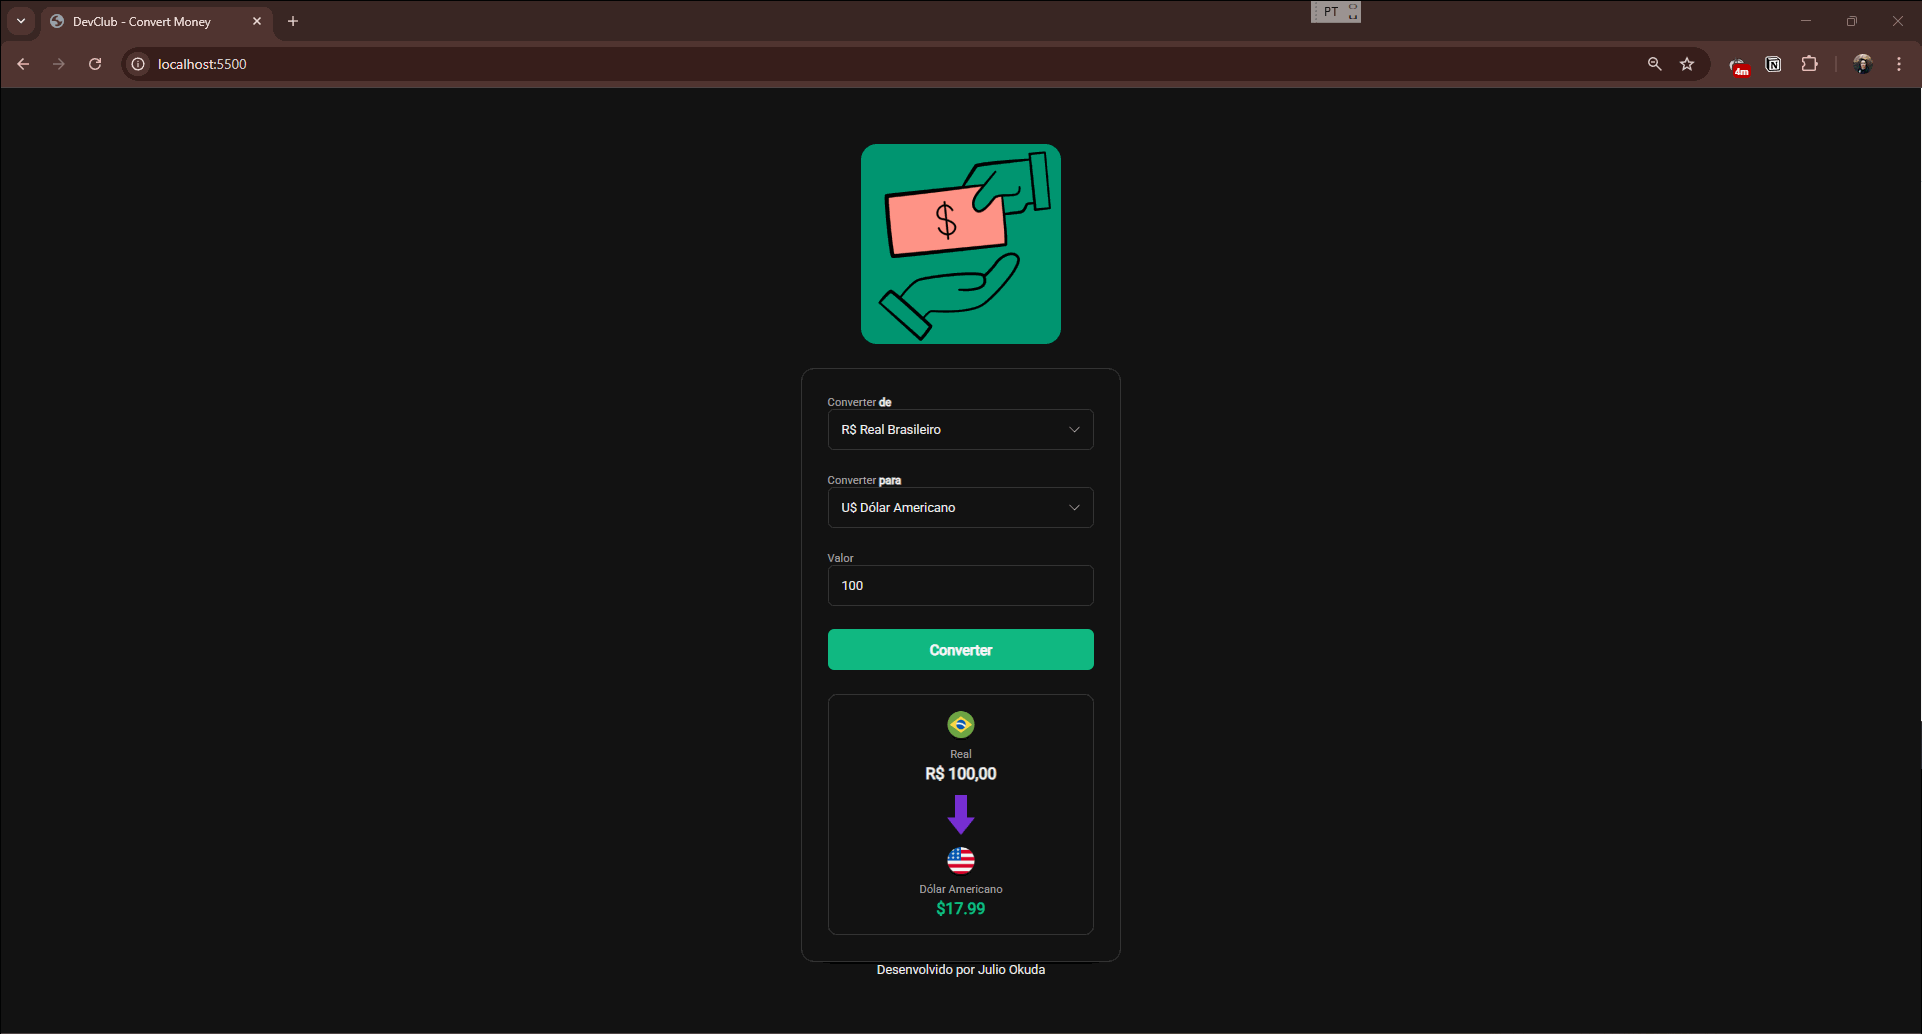 DevClub - Convert Money
PT
localhost:5500
4m
N
$
Converter de
R$ Real Brasileiro
Converter para
U$ Dólar Americano
Valor
100
Converter
Real
R$ 100,00
Dólar Americano
$17.99
Desenvolvido por Julio Okuda